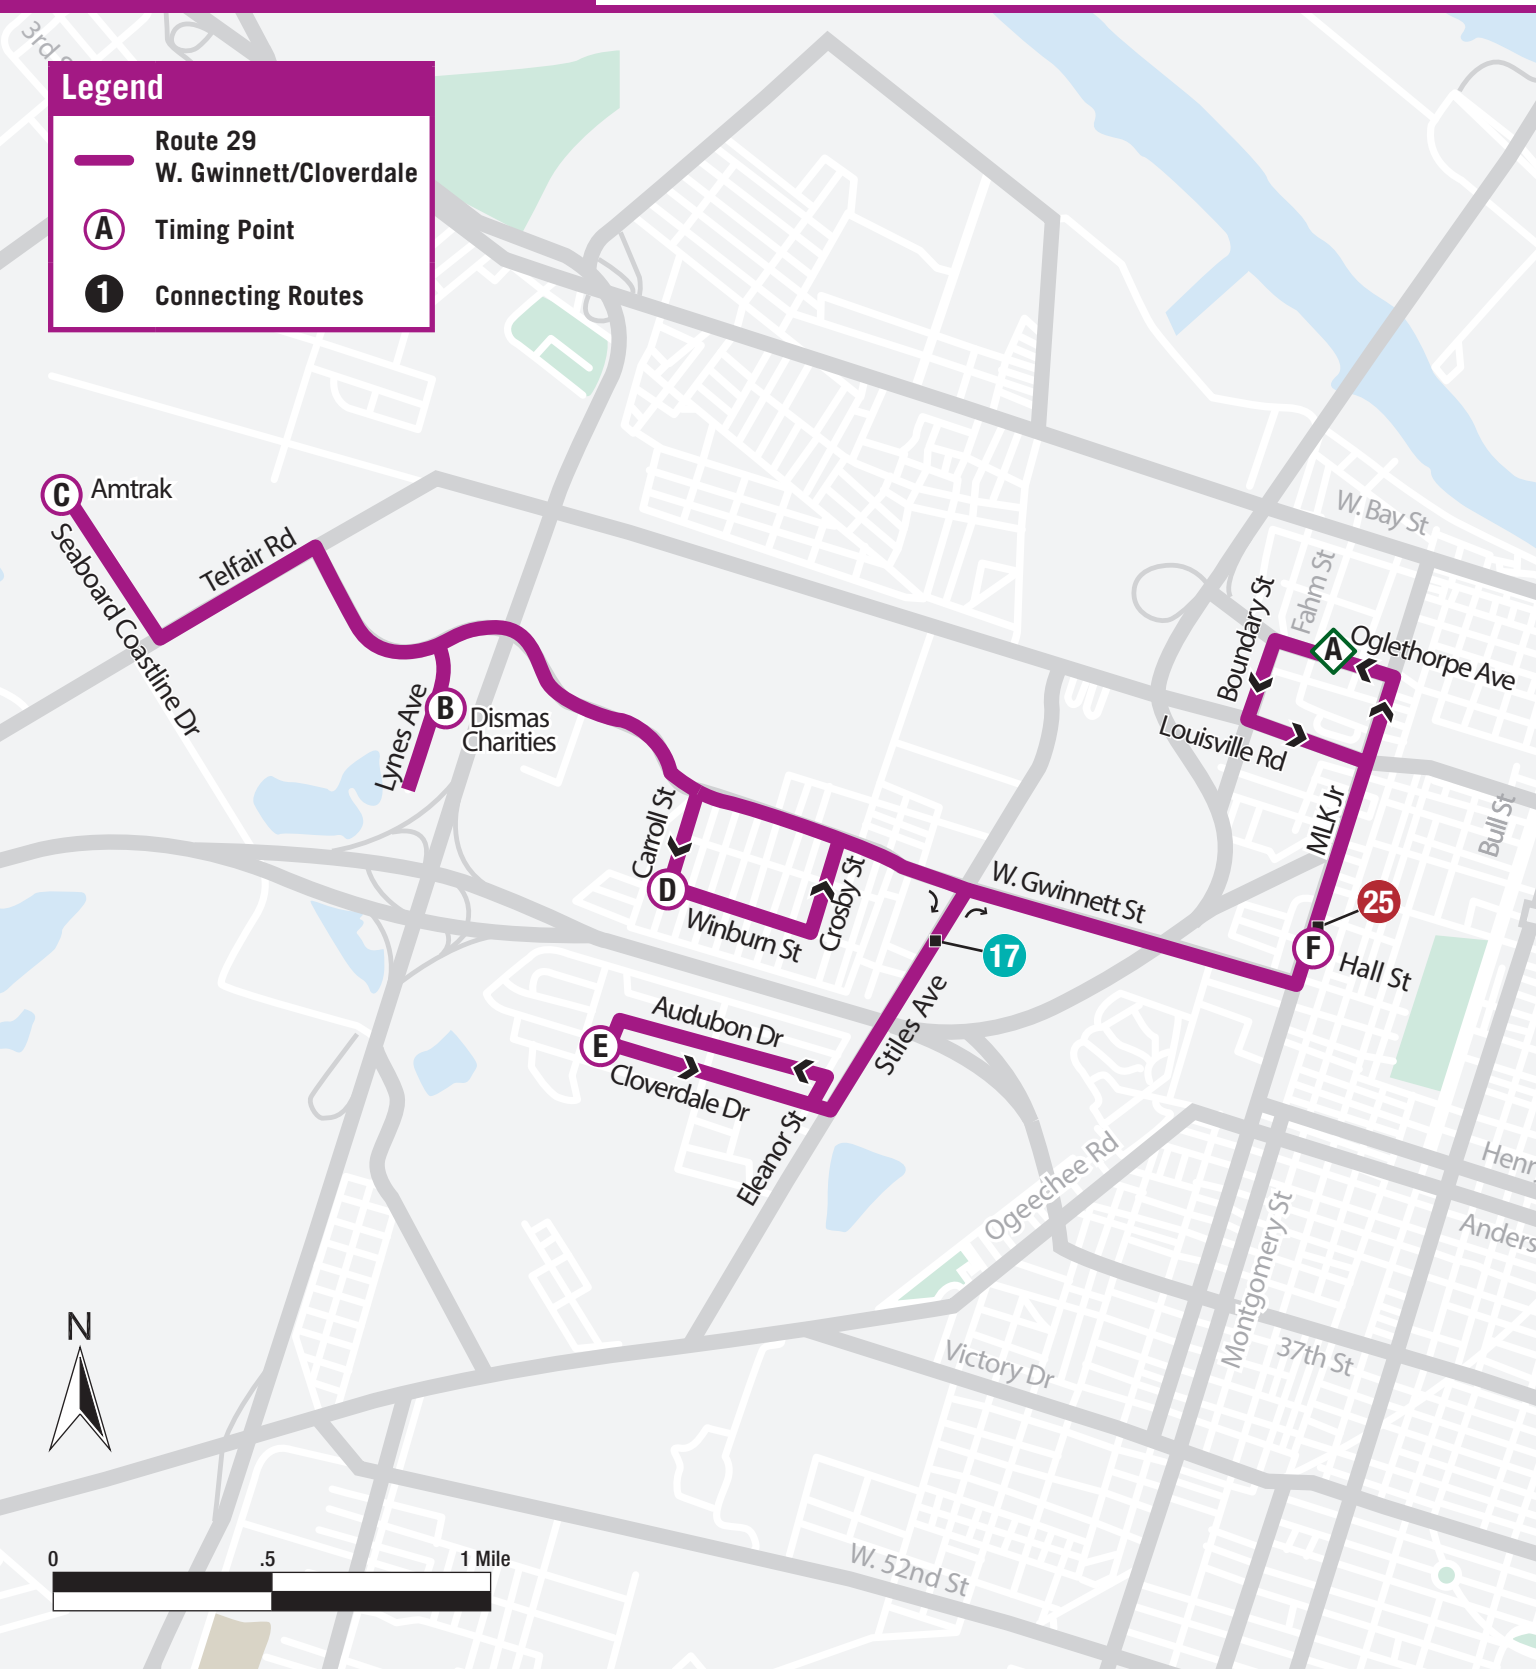 3rd
Legend
Route 29
W. Gwinnett/Cloverdale
A
Timing Point
1
Connecting Routes
C
Amtrak
Seaboard Coastline Dr
Telfair Rd
W. Bay St
Fahm St
Boundary St
A
Oglethorpe Ave
Louisville Rd
Lynes Ave
B
Dismas
Charities
MLK Jr
Bull St
Carroll St
D
Winburn St
Crosby St
W. Gwinnett St
25
F
Hall St
17
Stiles Ave
Audubon Dr
E
Cloverdale Dr
Eleanor St
Ogeechee Rd
Henr
Anders
Montgomery St
37th St
Victory Dr
N
W. 52nd St
0 .5 1 Mile